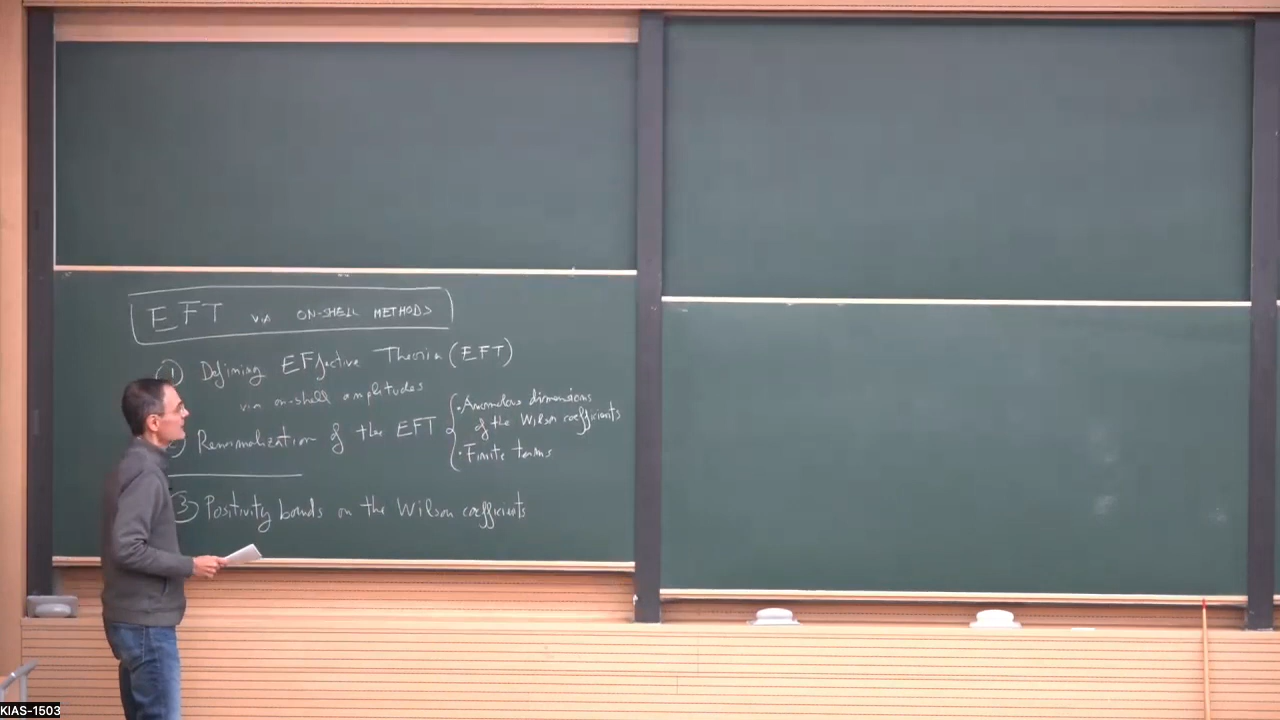 EFT VIA ON-SHELL METHODS
① Defining EFfective Theories (EFT)
via on-shell amplitudes
② Renormalization of the EFT
· Anomalous dimensions
of the Wilson coefficients
· Finite terms
③ Positivity bounds on the Wilson coefficients
KIAS-1503